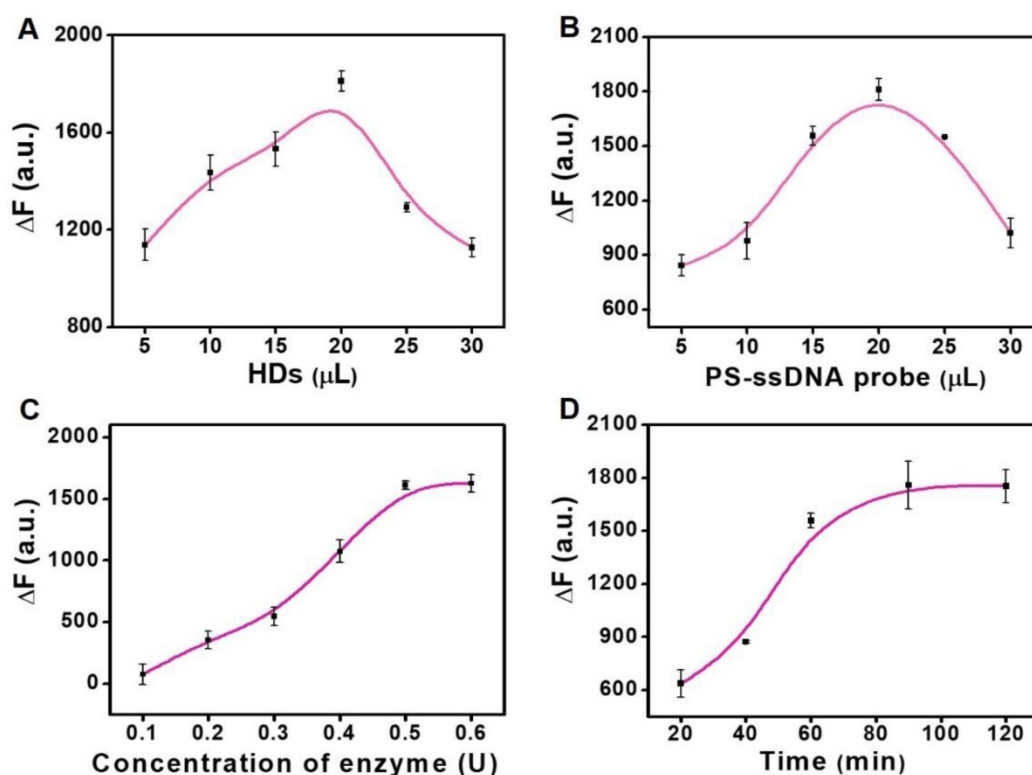 A
2000
1600
1200
800
ΔF (a.u.)
5 10 15 20 25 30
HDs (μL)
B
2100
1800
1500
1200
900
600
ΔF (a.u.)
5 10 15 20 25 30
PS-ssDNA probe (μL)
C
2000
1500
1000
500
0
ΔF (a.u.)
0.1 0.2 0.3 0.4 0.5 0.6
Concentration of enzyme (U)
D
2100
1800
1500
1200
900
600
ΔF (a.u.)
20 40 60 80 100 120
Time (min)